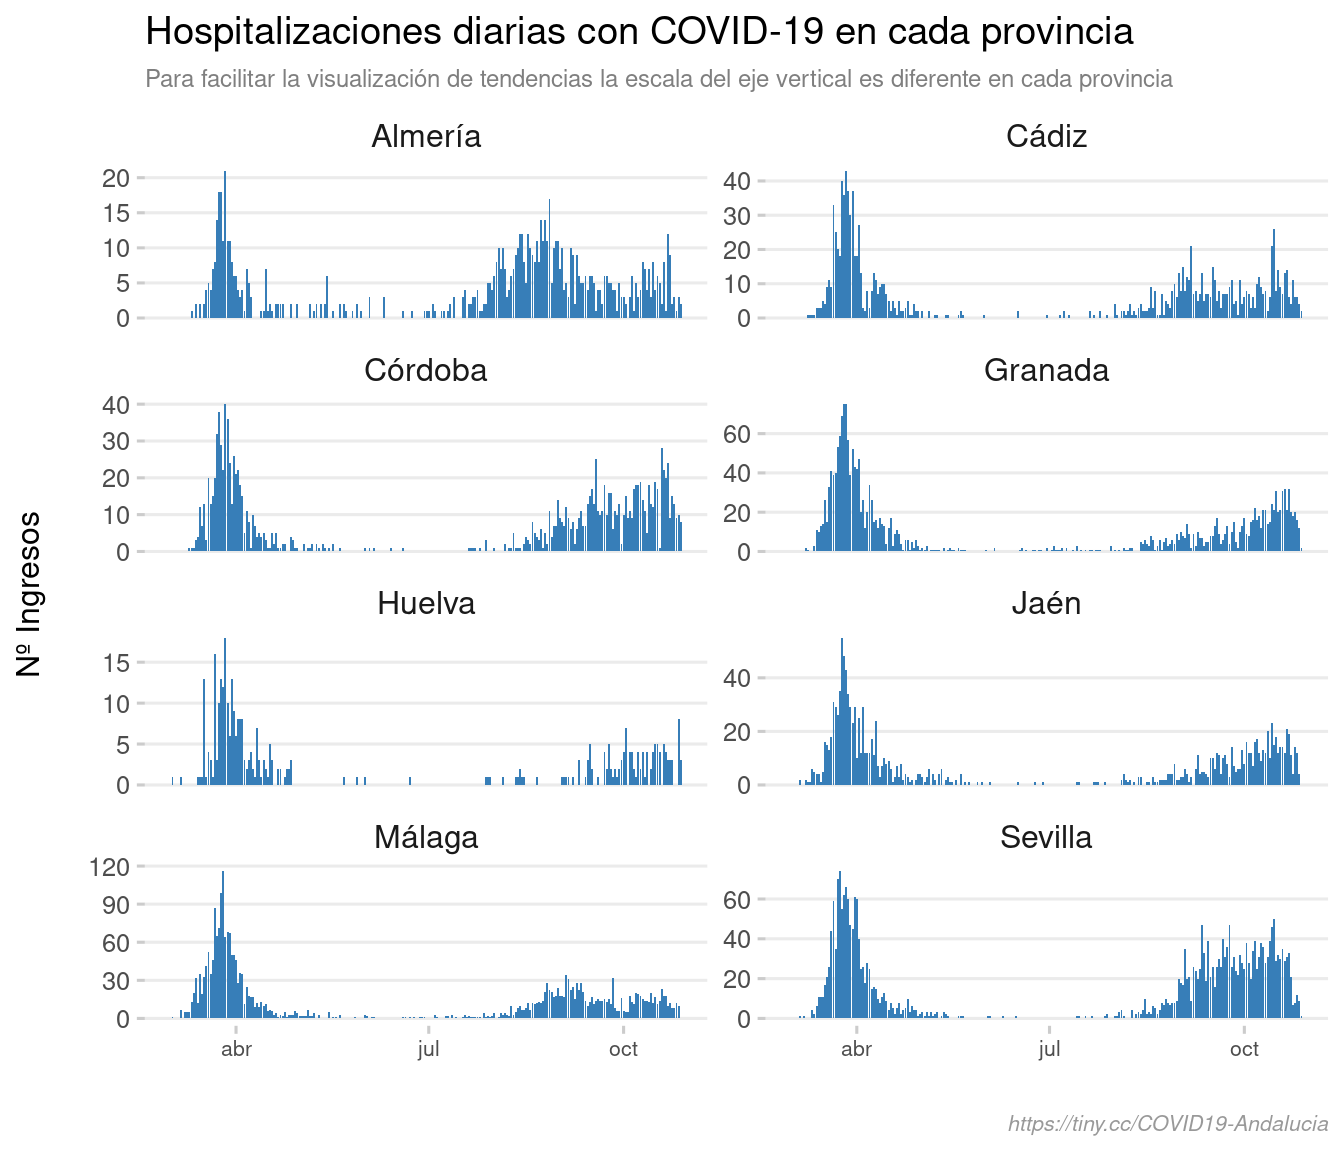 Hospitalizaciones diarias con COVID-19 en cada provincia
Para facilitar la visualización de tendencias la escala del eje vertical es diferente en cada provincia
Nº Ingresos
Almería
20
15
10
5
0
Cádiz
40
30
20
10
0
Córdoba
40
30
20
10
0
Granada
60
40
20
0
Huelva
15
10
5
0
Jaén
40
20
0
Málaga
120
90
60
30
0
abr
jul
oct
Sevilla
60
40
20
0
abr
jul
oct
https://tiny.cc/COVID19-Andalucia